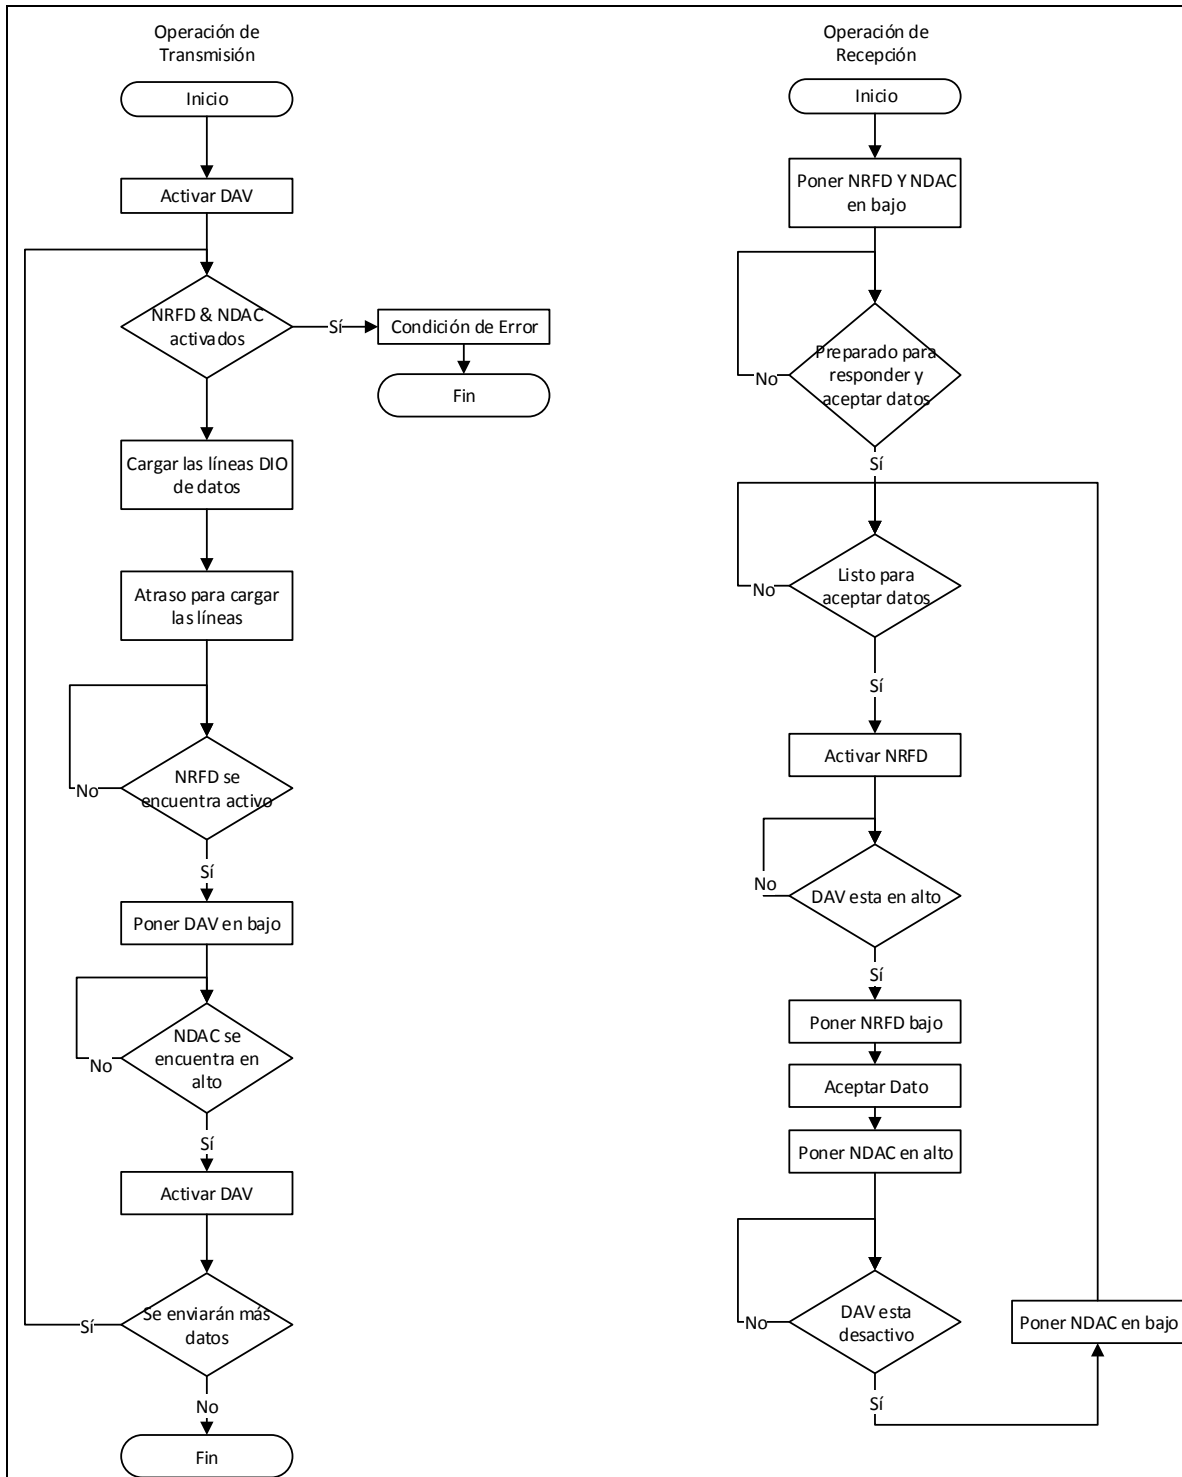 Operación de
Transmisión
Inicio
Activar DAV
NRFD & NDAC
activados
Sí
Condición de Error
Fin
Cargar las líneas DIO
de datos
Atraso para cargar
las líneas
NRFD se
encuentra activo
No
Sí
Poner DAV en bajo
NDAC se
encuentra en
alto
No
Sí
Activar DAV
Se enviarán más
datos
Sí
No
Fin
Operación de
Recepción
Inicio
Poner NRFD Y NDAC
en bajo
Preparado para
responder y
aceptar datos
No
Sí
Listo para
aceptar datos
No
Sí
Activar NRFD
DAV esta en alto
No
Sí
Poner NRFD bajo
Aceptar Dato
Poner NDAC en alto
DAV esta
desactivo
No
Sí
Poner NDAC en bajo